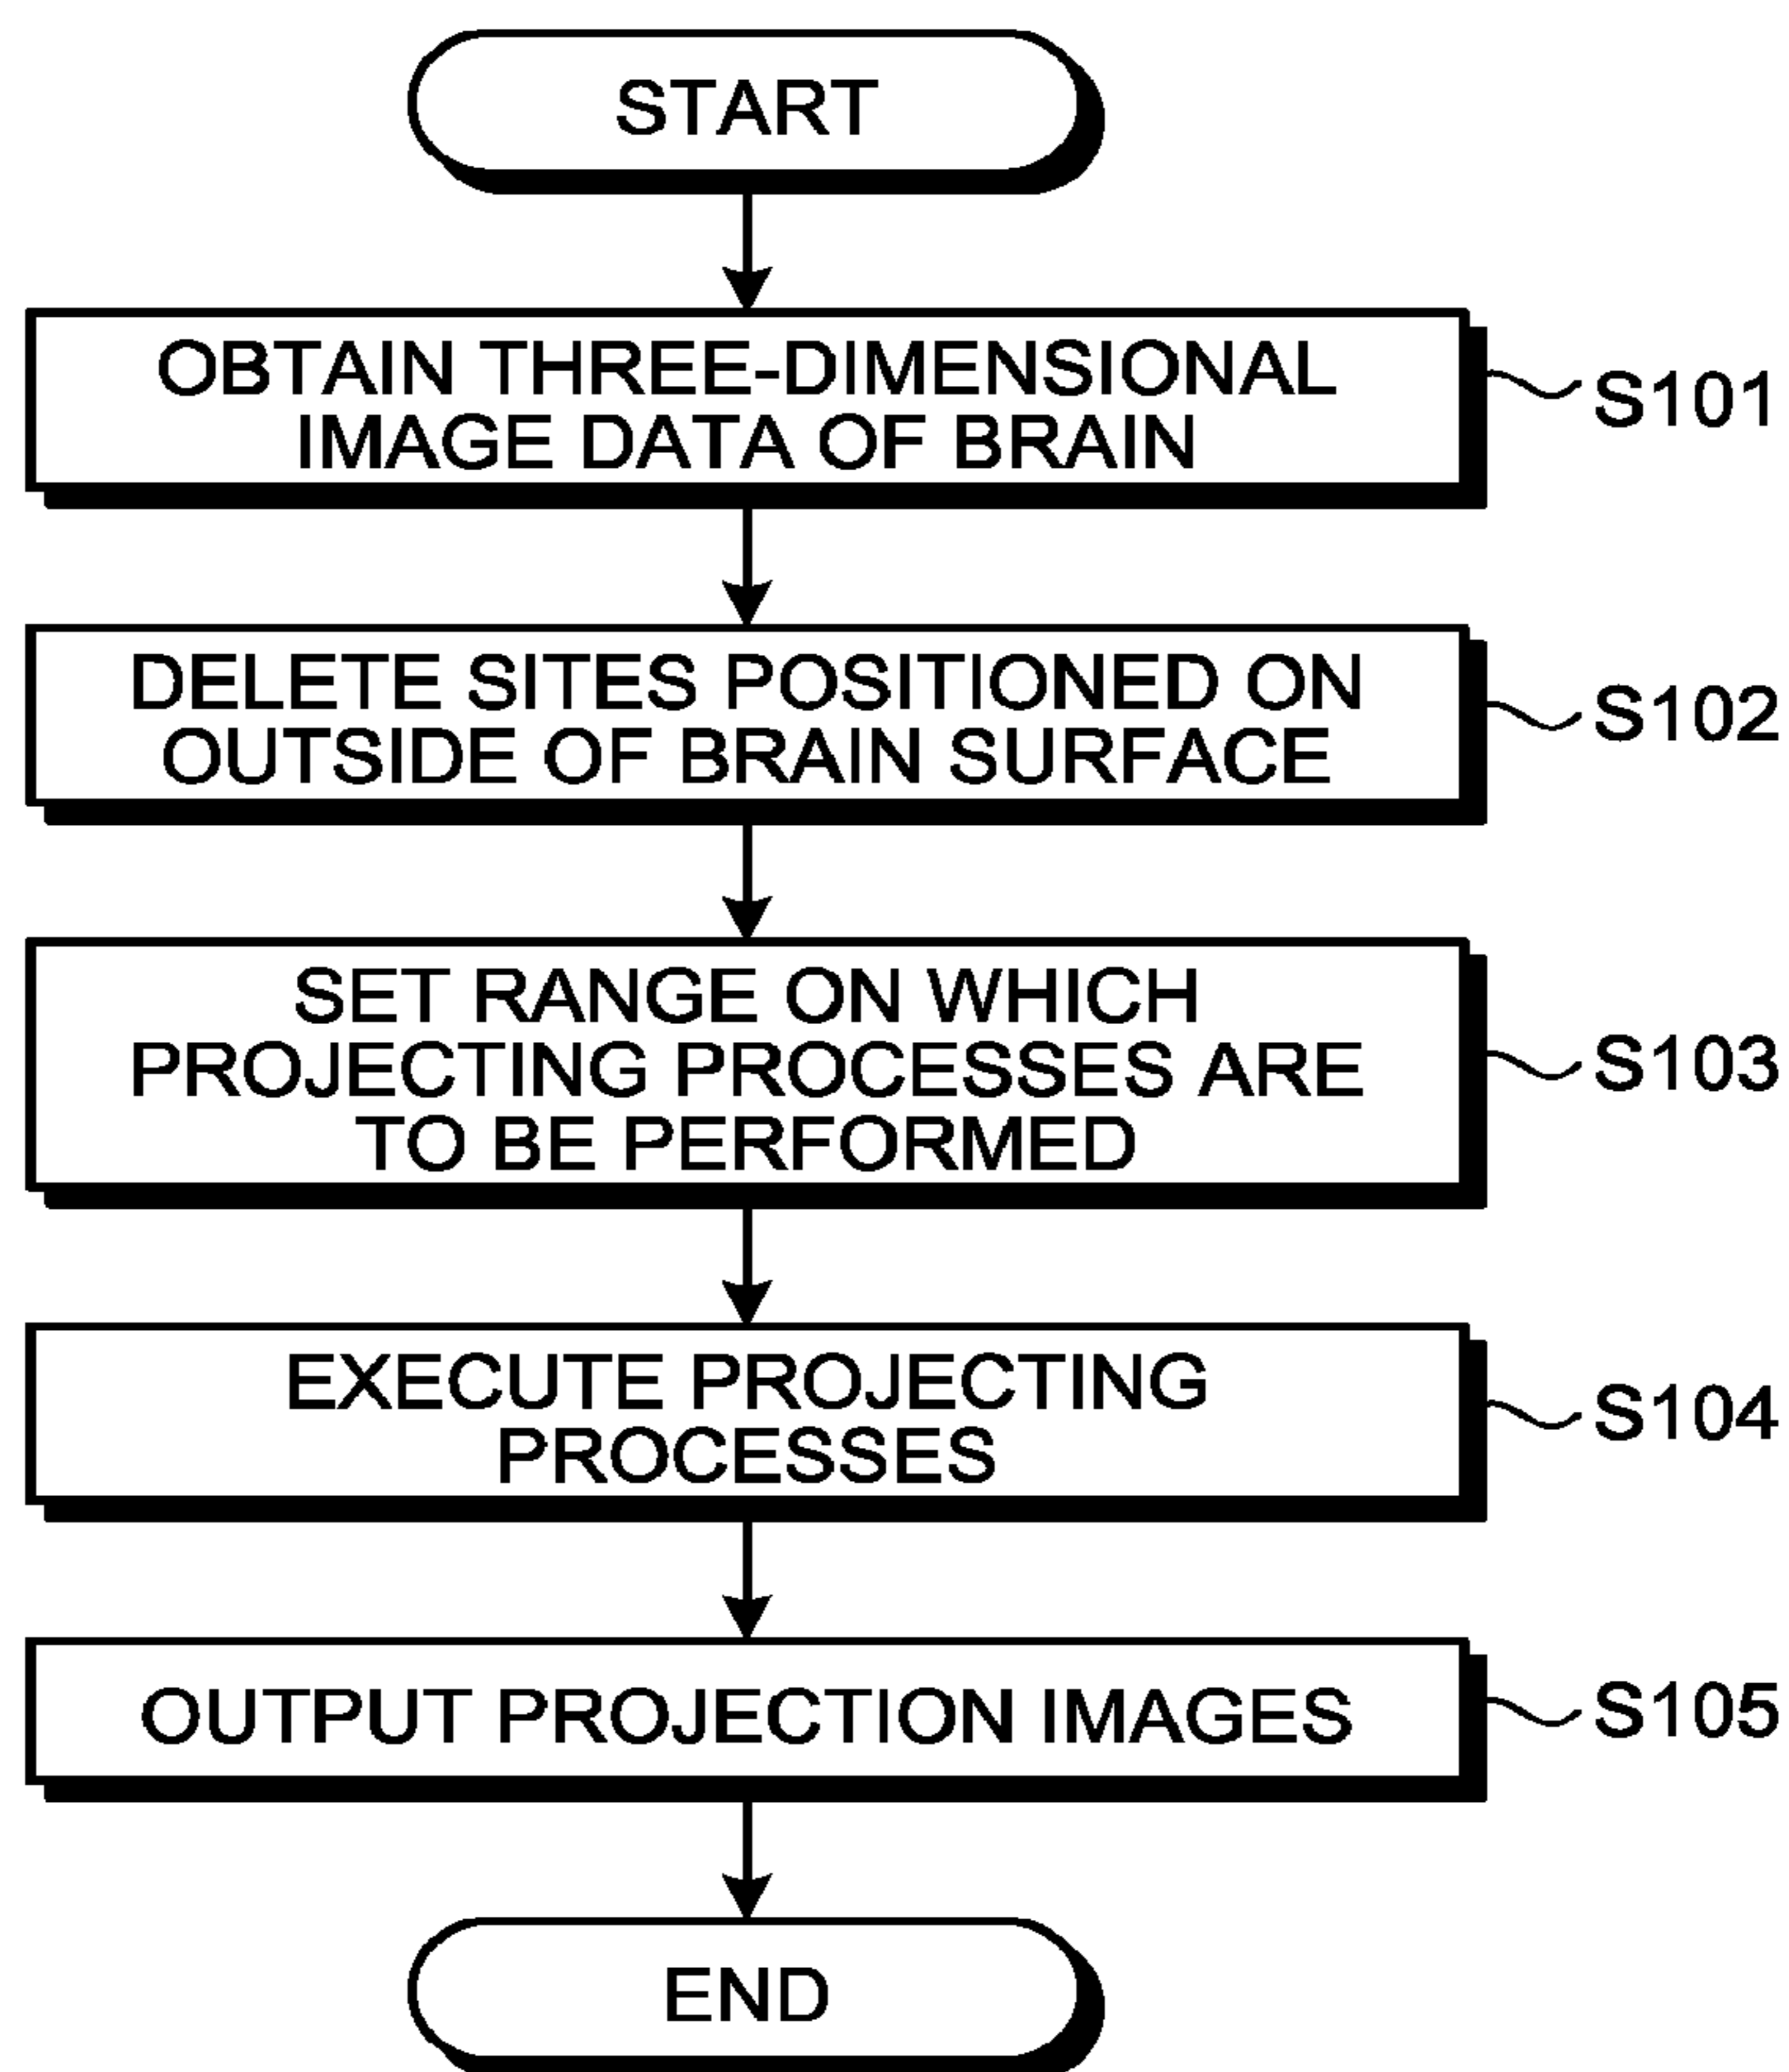 START
OBTAIN THREE-DIMENSIONAL
IMAGE DATA OF BRAIN
S101
DELETE SITES POSITIONED ON
OUTSIDE OF BRAIN SURFACE
S102
SET RANGE ON WHICH
PROJECTING PROCESSES ARE
TO BE PERFORMED
S103
EXECUTE PROJECTING
PROCESSES
S104
OUTPUT PROJECTION IMAGES
S105
END